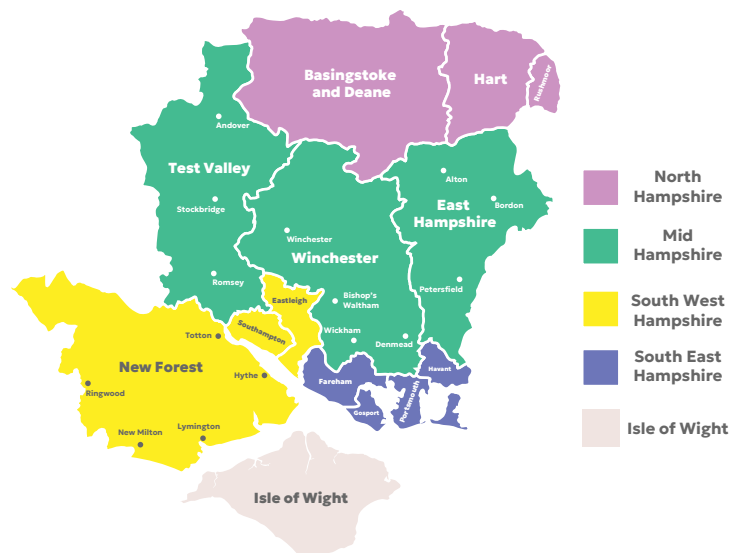 Basingstoke
and Deane
Hart
Rushmoor
Andover
Test Valley
Stockbridge
Romsey
Alton
East
Hampshire
Bordon
Petersfield
Winchester
Winchester
Bishop's
Waltham
Wickham
Denmead
Eastleigh
Southampton
Totton
New Forest
Hythe
Ringwood
Lymington
New Milton
Fareham
Gosport
Portsmouth
Havant
Isle of Wight
North
Hampshire
Mid
Hampshire
South West
Hampshire
South East
Hampshire
Isle of Wight